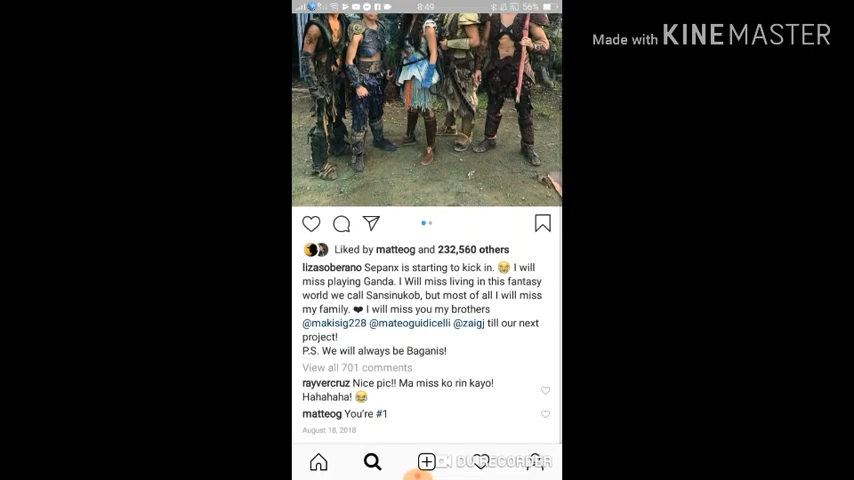 8:49
56%
Made with KINEMASTER
Liked by matteog and 232,560 others
lizasoberano Sepanx is starting to kick in. 😭 I will
miss playing Ganda. I Will miss living in this fantasy
world we call Sansinukob, but most of all I will miss
my family. ❤ I will miss you my brothers
@makisig228 @mateoguidicelli @zaigj till our next
project!
P.S. We will always be Baganis!
View all 701 comments
rayvercruz Nice pic!! Ma miss ko rin kayo!
Hahahaha! 😂
matteog You're #1
August 18, 2018
DU RECORDER